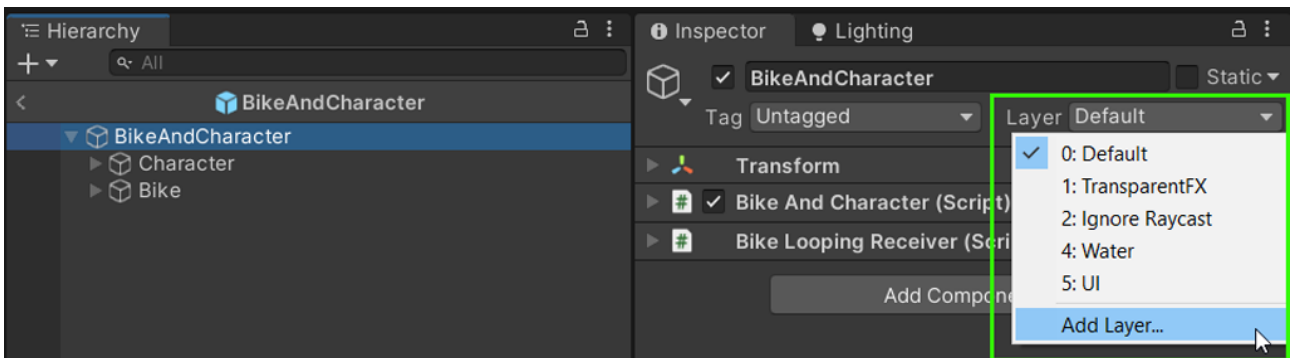 Hierarchy
All
BikeAndCharacter
BikeAndCharacter
Character
Bike
Inspector
Lighting
BikeAndCharacter
Static
Tag Untagged
Layer Default
Transform
Bike And Character (Script)
Bike Looping Receiver (Scri
Add Compone
0: Default
1: TransparentFX
2: Ignore Raycast
4: Water
5: UI
Add Layer...